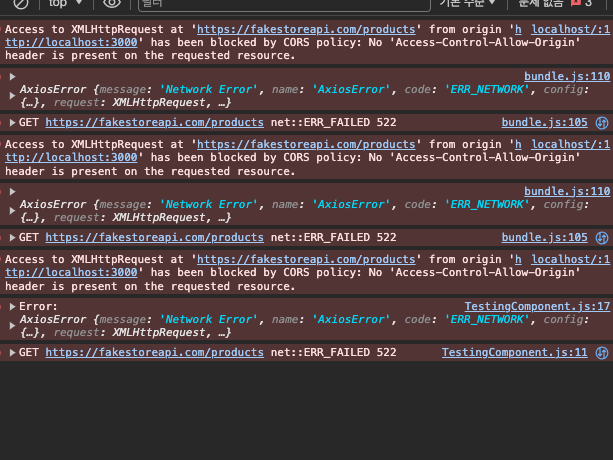 top ▼ 필터 기본 수준 ▼ 문제 없음 3
Access to XMLHttpRequest at 'https://fakestoreapi.com/products' from origin 'h localhost/:1
ttp://localhost:3000' has been blocked by CORS policy: No 'Access-Control-Allow-Origin'
header is present on the requested resource.
▶ bundle.js:110
▶ AxiosError {message: 'Network Error', name: 'AxiosError', code: 'ERR_NETWORK', config:
{…}, request: XMLHttpRequest, …}
▶ GET https://fakestoreapi.com/products net::ERR_FAILED 522 bundle.js:105
Access to XMLHttpRequest at 'https://fakestoreapi.com/products' from origin 'h localhost/:1
ttp://localhost:3000' has been blocked by CORS policy: No 'Access-Control-Allow-Origin'
header is present on the requested resource.
▶ bundle.js:110
▶ AxiosError {message: 'Network Error', name: 'AxiosError', code: 'ERR_NETWORK', config:
{…}, request: XMLHttpRequest, …}
▶ GET https://fakestoreapi.com/products net::ERR_FAILED 522 bundle.js:105
Access to XMLHttpRequest at 'https://fakestoreapi.com/products' from origin 'h localhost/:1
ttp://localhost:3000' has been blocked by CORS policy: No 'Access-Control-Allow-Origin'
header is present on the requested resource.
▶ Error: TestingComponent.js:17
▶ AxiosError {message: 'Network Error', name: 'AxiosError', code: 'ERR_NETWORK', config:
{…}, request: XMLHttpRequest, …}
▶ GET https://fakestoreapi.com/products net::ERR_FAILED 522 TestingComponent.js:11